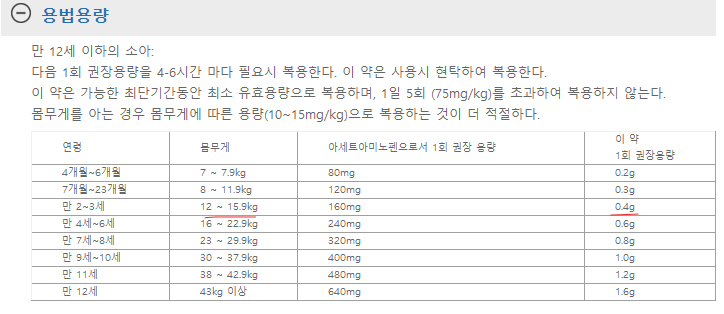 용법용량
만 12세 이하의 소아:
다음 1회 권장용량을 4-6시간 마다 필요시 복용한다. 이 약은 사용시 현탁하여 복용한다.
이 약은 가능한 최단기간동안 최소 유효용량으로 복용하며, 1일 5회 (75mg/kg)를 초과하여 복용하지 않는다.
몸무게를 아는 경우 몸무게에 따른 용량(10~15mg/kg)으로 복용하는 것이 더 적절하다.
연령 몸무게 아세트아미노펜으로서 1회 권장 용량 이 약
1회 권장용량
4개월~6개월 7 ~ 7.9kg 80mg 0.2g
7개월~23개월 8 ~ 11.9kg 120mg 0.3g
만 2~3세 12 ~ 15.9kg 160mg 0.4g
만 4세~6세 16 ~ 22.9kg 240mg 0.6g
만 7세~8세 23 ~ 29.9kg 320mg 0.8g
만 9세~10세 30 ~ 37.9kg 400mg 1.0g
만 11세 38 ~ 42.9kg 480mg 1.2g
만 12세 43kg 이상 640mg 1.6g